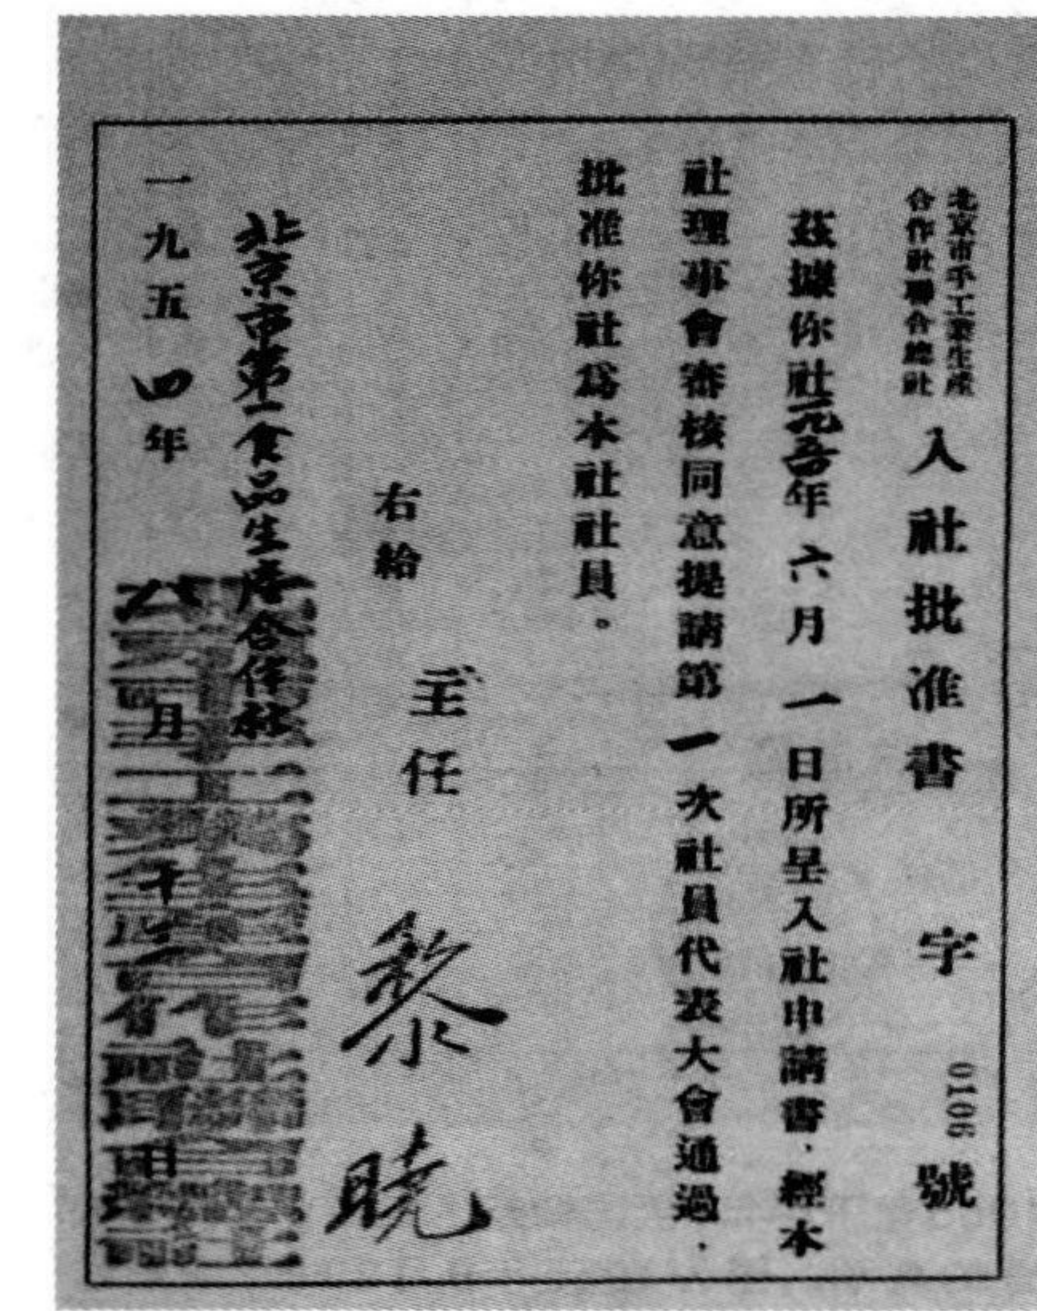 北京市手工業生產
合作社聯合總社
入社批准書 字 0106 號
茲據你社一九五 年六月一日所呈入社申請書、經本
社理事會審核同意提請第一次社員代表大會通過、
批准你社爲本社社員。
右給
主任 黎曉
北京市第一食品生產合作社
一九五四年八月十 日